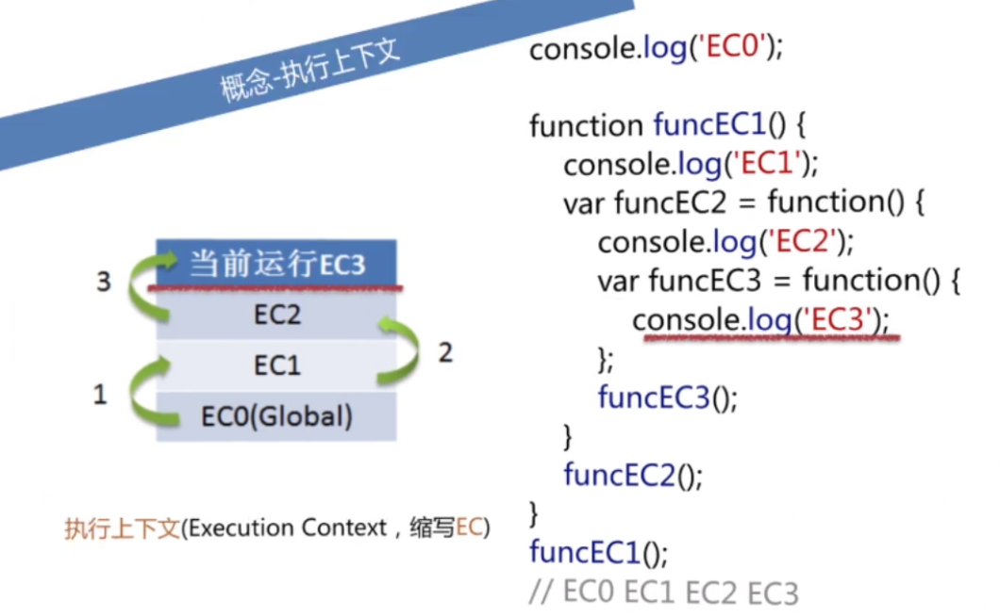 概念-执行上下文
console.log('EC0');
function funcEC1() {
console.log('EC1');
var funcEC2 = function() {
console.log('EC2');
var funcEC3 = function() {
console.log('EC3');
};
funcEC3();
}
funcEC2();
}
funcEC1();
// EC0 EC1 EC2 EC3
当前运行EC3
3
EC2
2
EC1
1
EC0(Global)
执行上下文(Execution Context，缩写EC)